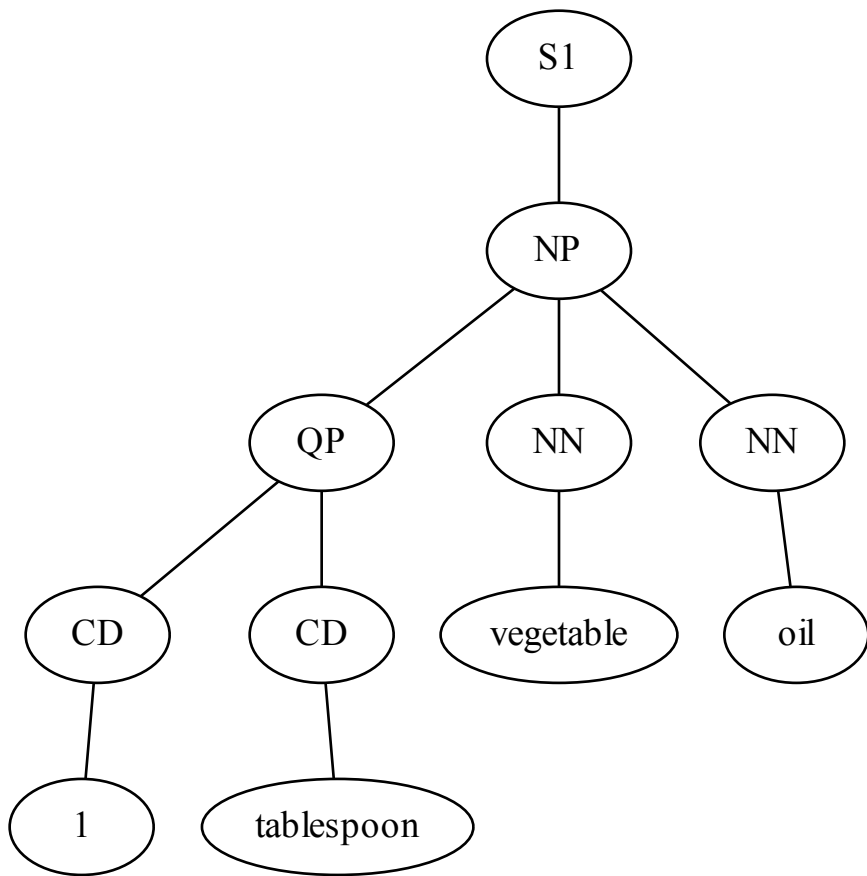 S1
NP
QP NN NN
CD CD vegetable oil
1 tablespoon